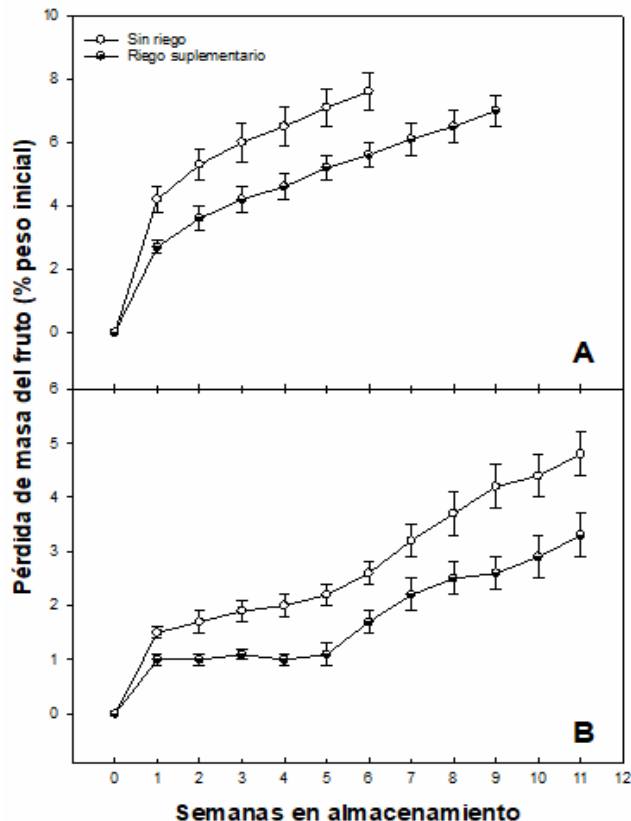 10
Sin riego
Riego suplementario
8
6
4
2
0
A
6
5
4
3
2
1
0
B
Pérdida de masa del fruto (% peso inicial)
0 1 2 3 4 5 6 7 8 9 10 11 12
Semanas en almacenamiento